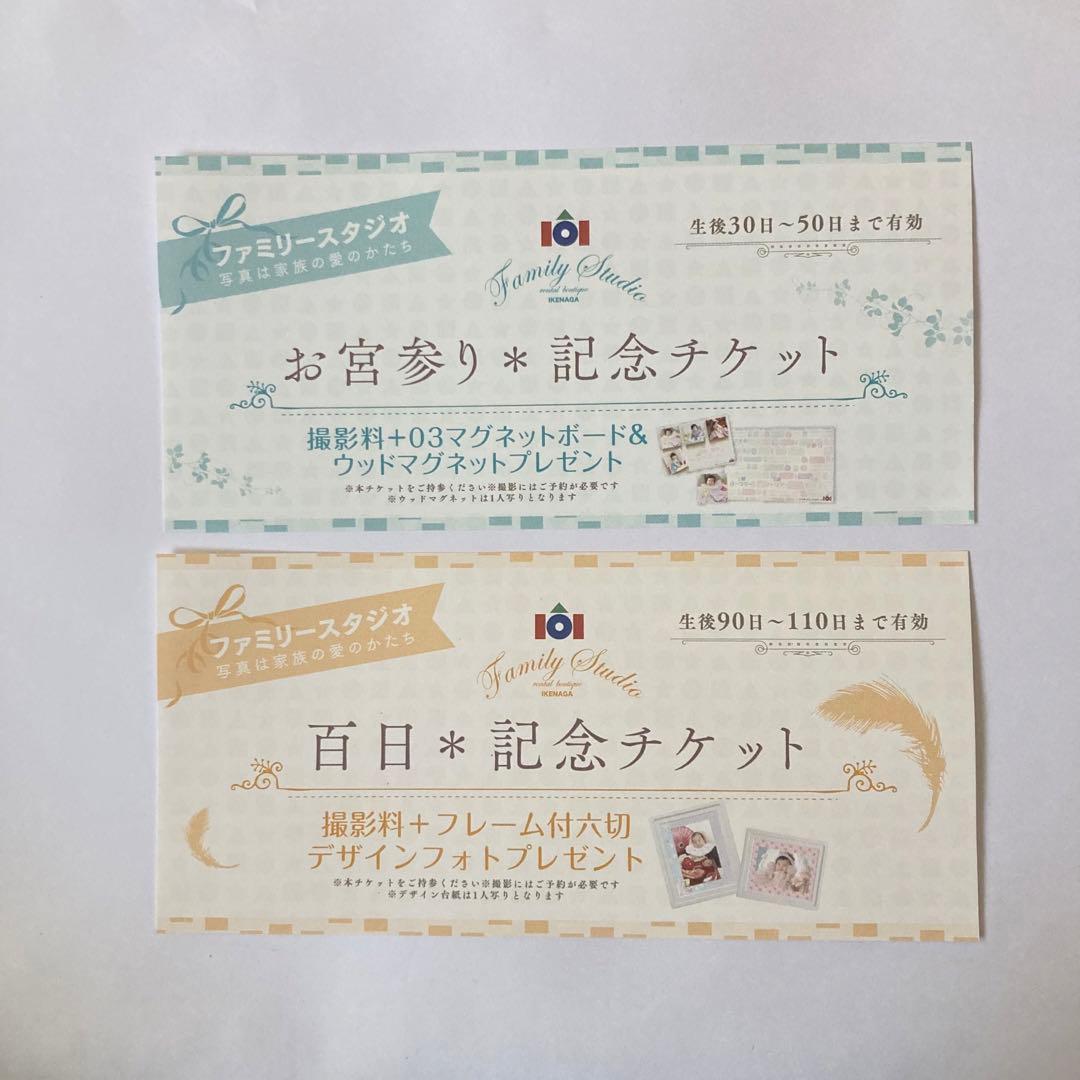 ファミリースタジオ
写真は家族の愛のかたち
101
Family Studio
rental boutique
IKENAGA
生後30日〜50日まで有効
お宮参り＊記念チケット
撮影料+03マグネットボード&
ウッドマグネットプレゼント
※本チケットをご持参ください※撮影にはご予約が必要です
※ウッドマグネットは1人写りとなります
ファミリースタジオ
写真は家族の愛のかたち
101
Family Studio
rental boutique
IKENAGA
生後90日〜110日まで有効
百日＊記念チケット
撮影料+フレーム付六切
デザインフォトプレゼント
※本チケットをご持参ください※撮影にはご予約が必要です
※デザイン台紙は1人写りとなります